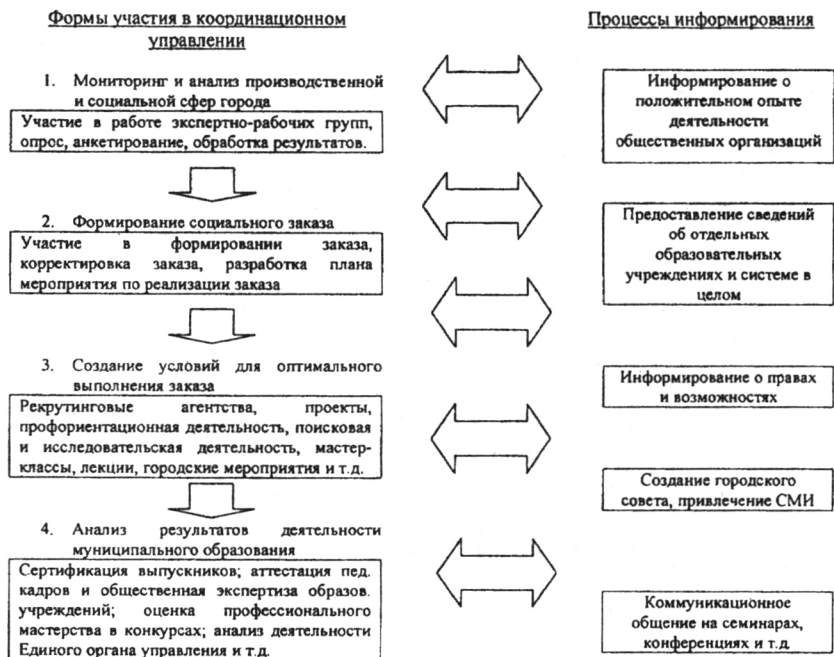 Формы участия в координационном
управлении
1. Мониторинг и анализ производственной
и социальной сфер города
Участие в работе экспертно-рабочих групп,
опрос, анкетирование, обработка результатов.
2. Формирование социального заказа
Участие в формировании заказа,
корректировка заказа, разработка плана
мероприятия по реализации заказа
3. Создание условий для оптимального
выполнения заказа
Рекрутинговые агентства, проекты,
профориентационная деятельность, поисковая
и исследовательская деятельность, мастер-
классы, лекции, городские мероприятия и т.д.
4. Анализ результатов деятельности
муниципального образования
Сертификация выпускников; аттестация пед.
кадров и общественная экспертиза образов.
учреждений; оценка профессионального
мастерства в конкурсах; анализ деятельности
Единого органа управления и т.д.
Процессы информирования
Информирование о
положительном опыте
деятельности
общественных организаций
Предоставление сведений
об отдельных
образовательных
учреждениях и системе в
целом
Информирование о правах
и возможностях
Создание городского
совета, привлечение СМИ
Коммуникационное
общение на семинарах,
конференциях и т.д.